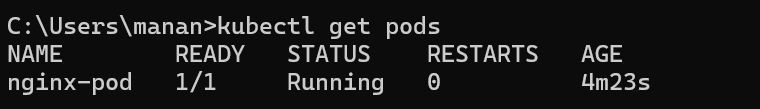 C:\Users\manan>kubectl get pods
NAME READY STATUS RESTARTS AGE
nginx-pod 1/1 Running 0 4m23s